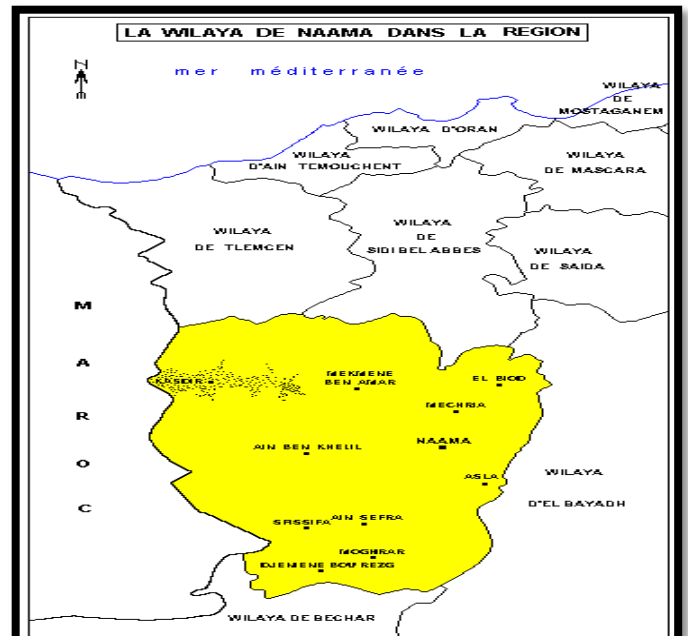 LA WILAYA DE NAAMA DANS LA REGION
N
mer méditerranée
WILAYA
DE
MOSTAGANEM
WILAYA D'ORAN
WILAYA
D'AIN TEMOUCHENT
WILAYA
DE MASCARA
WILAYA
DE TLEMCEN
WILAYA
DE
SIDI BEL ABBES
WILAYA
DE SAIDA
M
A
R
O
C
KASDIR
MEKMENE
BEN AMAR
EL BIOD
MECHRIA
NAAMA
AIN BEN KHELIL
ASLA
WILAYA
D'EL BAYADH
SFISSIFA
AIN SEFRA
MOGHRAR
DJENIENE BOUREZG
WILAYA DE BECHAR